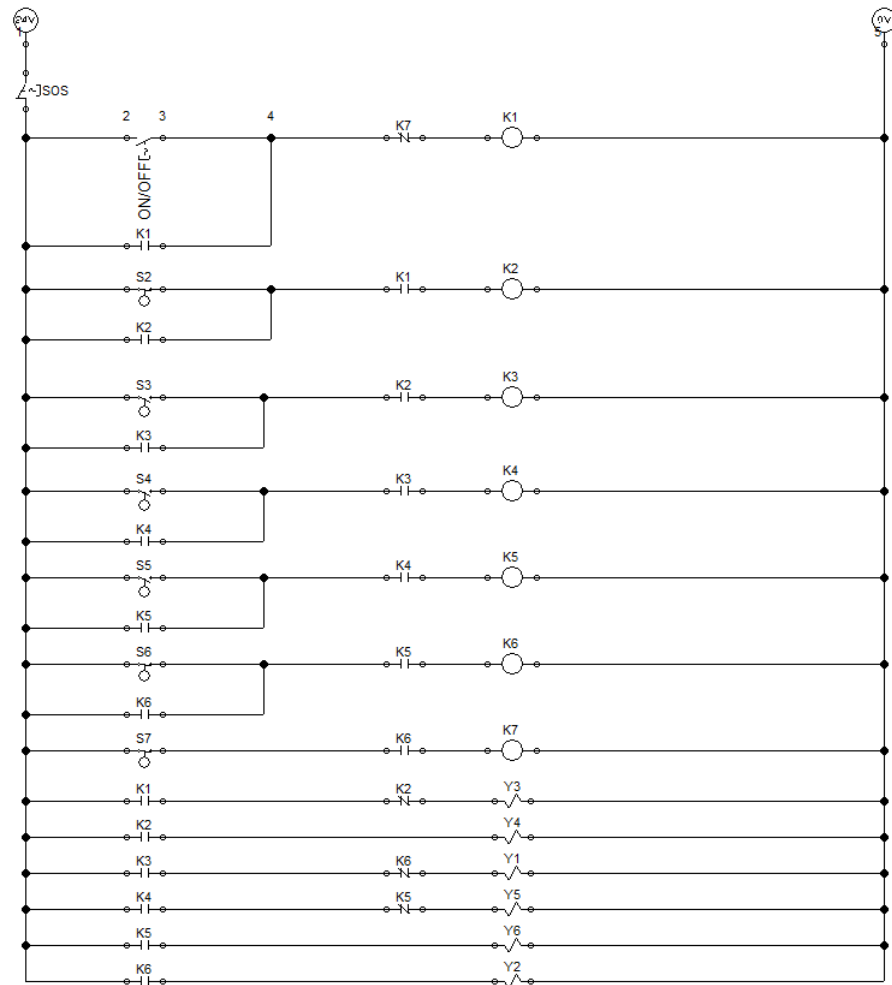 24V 0V
1 5
SOS
2 3 4 K7 K1
ON/OFF
K1
S2 K1 K2
K2
S3 K2 K3
K3
S4 K3 K4
K4
S5 K4 K5
K5
S6 K5 K6
K6
S7 K6 K7
K1 K2 Y3
K2 Y4
K3 K6 Y1
K4 K5 Y5
K5 Y6
K6 Y2